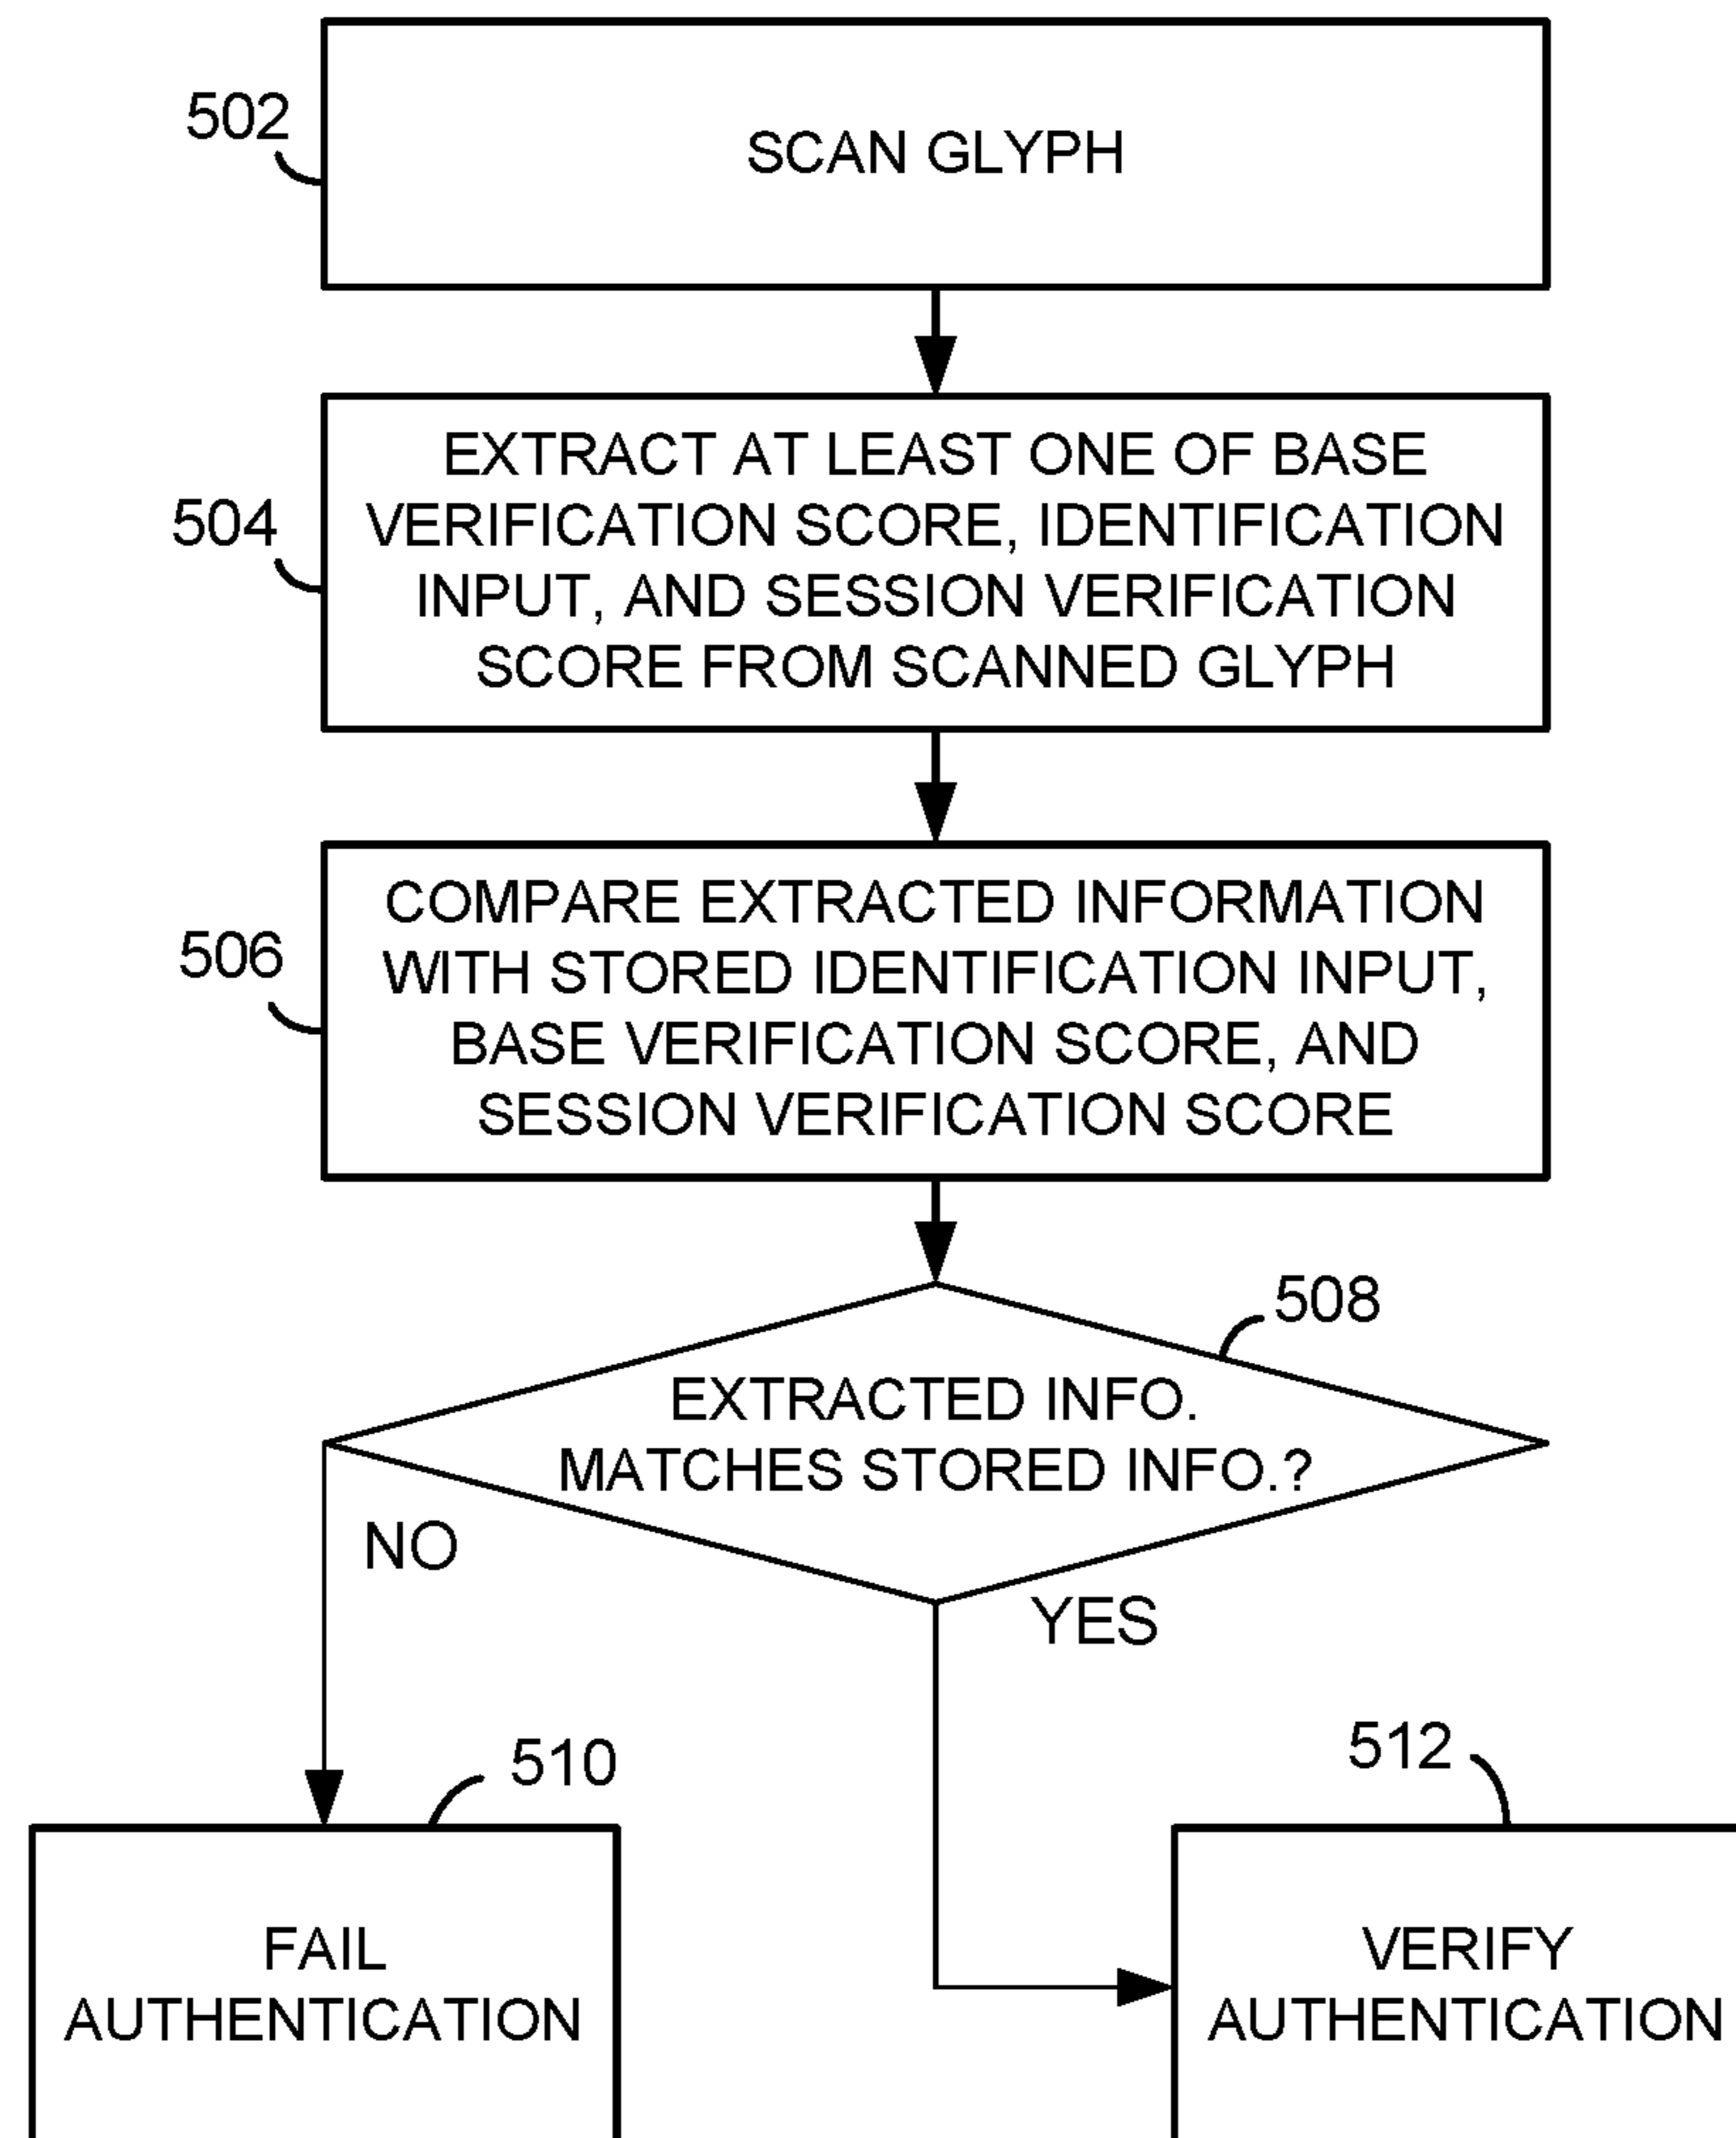 502
SCAN GLYPH
504
EXTRACT AT LEAST ONE OF BASE
VERIFICATION SCORE, IDENTIFICATION
INPUT, AND SESSION VERIFICATION
SCORE FROM SCANNED GLYPH
506
COMPARE EXTRACTED INFORMATION
WITH STORED IDENTIFICATION INPUT,
BASE VERIFICATION SCORE, AND
SESSION VERIFICATION SCORE
508
EXTRACTED INFO.
MATCHES STORED INFO.?
NO
YES
510
FAIL
AUTHENTICATION
512
VERIFY
AUTHENTICATION